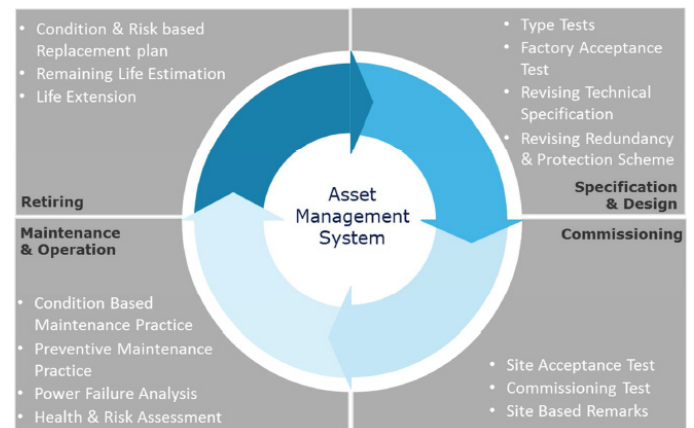 • Condition & Risk based
Replacement plan
• Remaining Life Estimation
• Life Extension
Retiring
• Type Tests
• Factory Acceptance
Test
• Revising Technical
Specification
• Revising Redundancy
& Protection Scheme
Specification
& Design
Asset
Management
System
Maintenance
& Operation
• Condition Based
Maintenance Practice
• Preventive Maintenance
Practice
• Power Failure Analysis
• Health & Risk Assessment
Commissioning
• Site Acceptance Test
• Commissioning Test
• Site Based Remarks